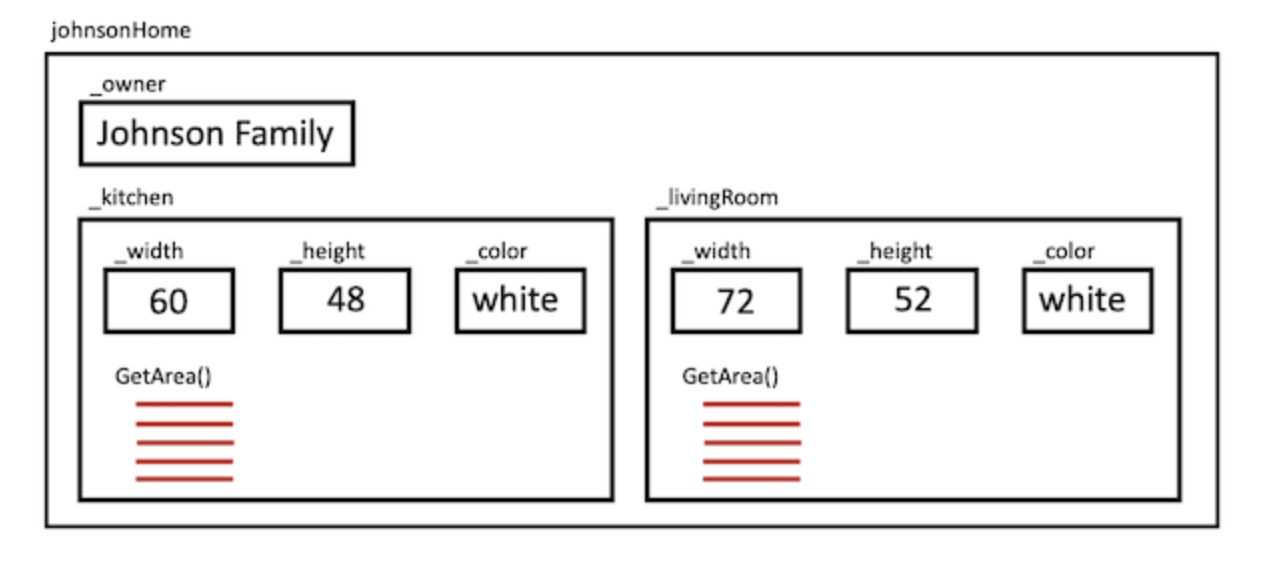 johnsonHome
_owner
Johnson Family
_kitchen
_livingRoom
_width _height _color
60 48 white
GetArea()
_width _height _color
72 52 white
GetArea()